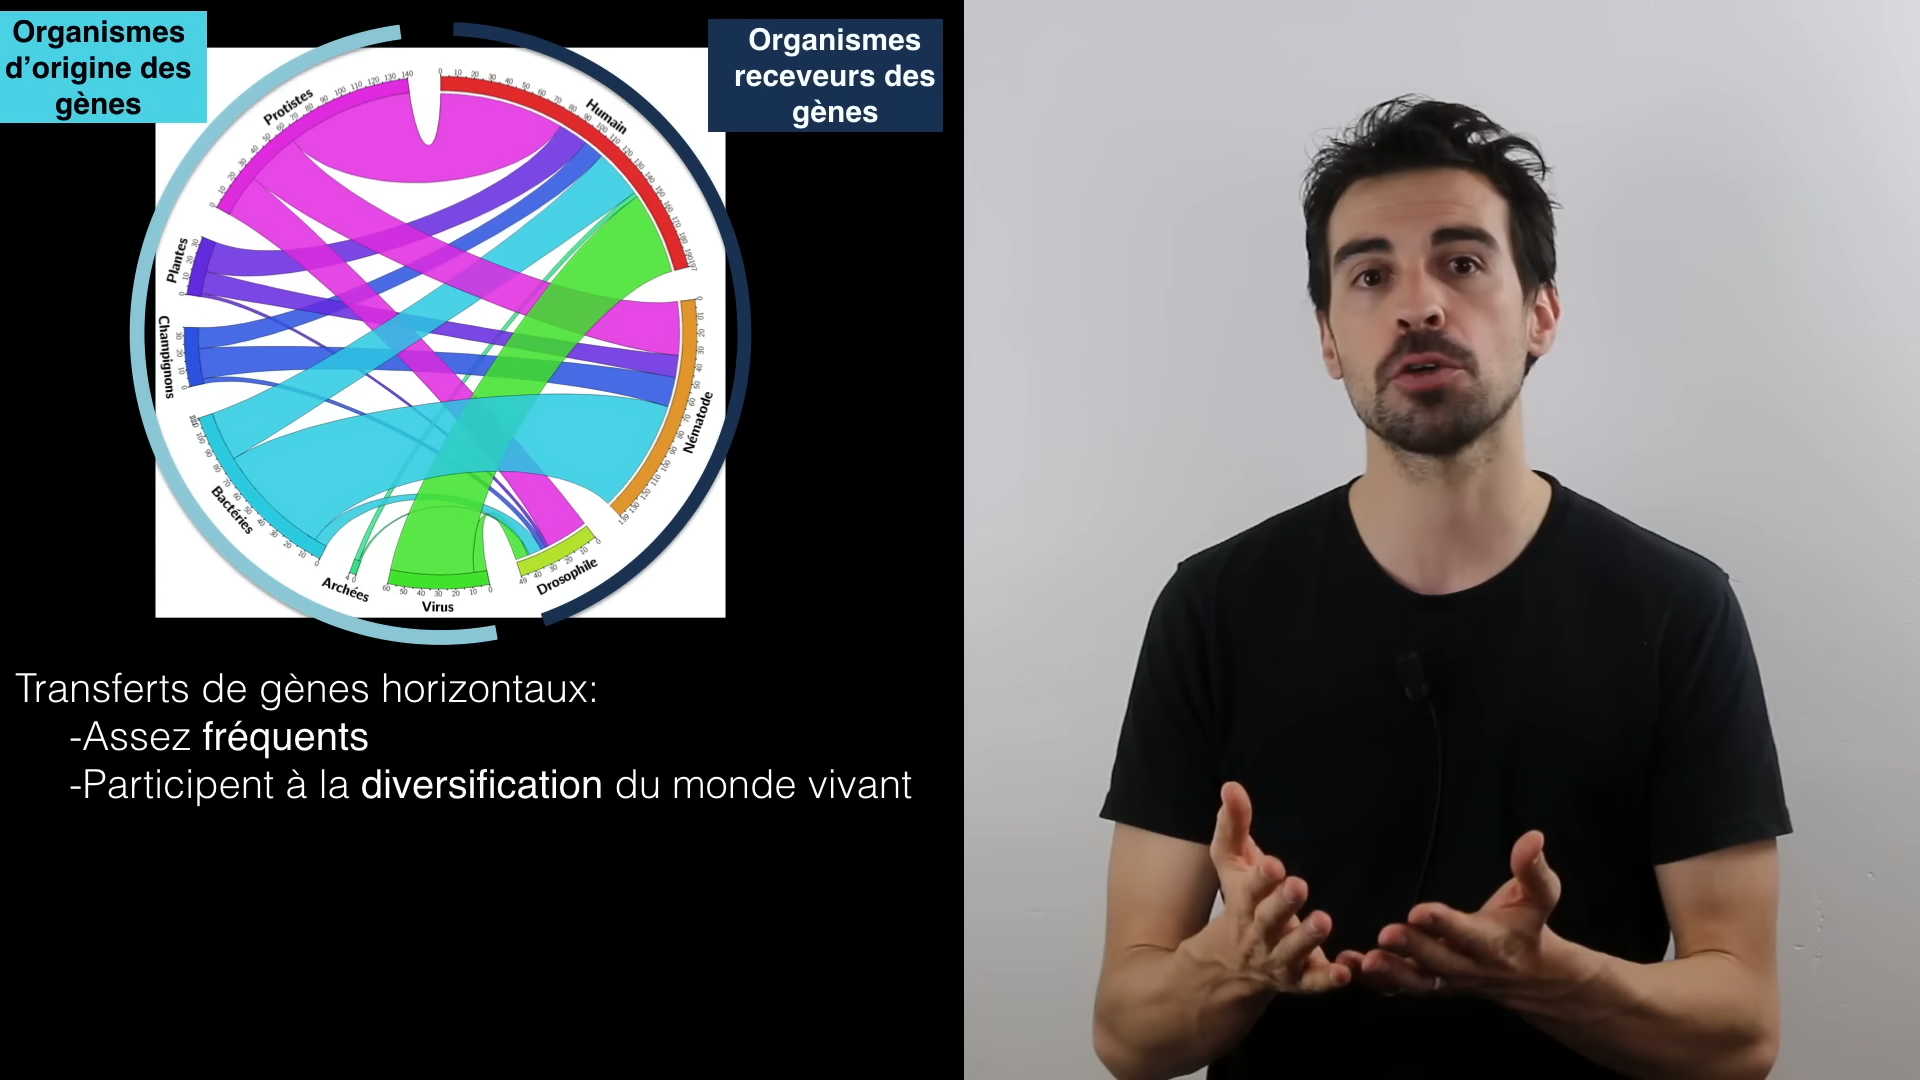 Organismes
d'origine des
gènes
Organismes
receveurs des
gènes
Protistes
Humain
Plantes
Champignons
Nématode
Bactéries
Archées
Virus
Drosophile
Transferts de gènes horizontaux:
-Assez fréquents
-Participent à la diversification du monde vivant